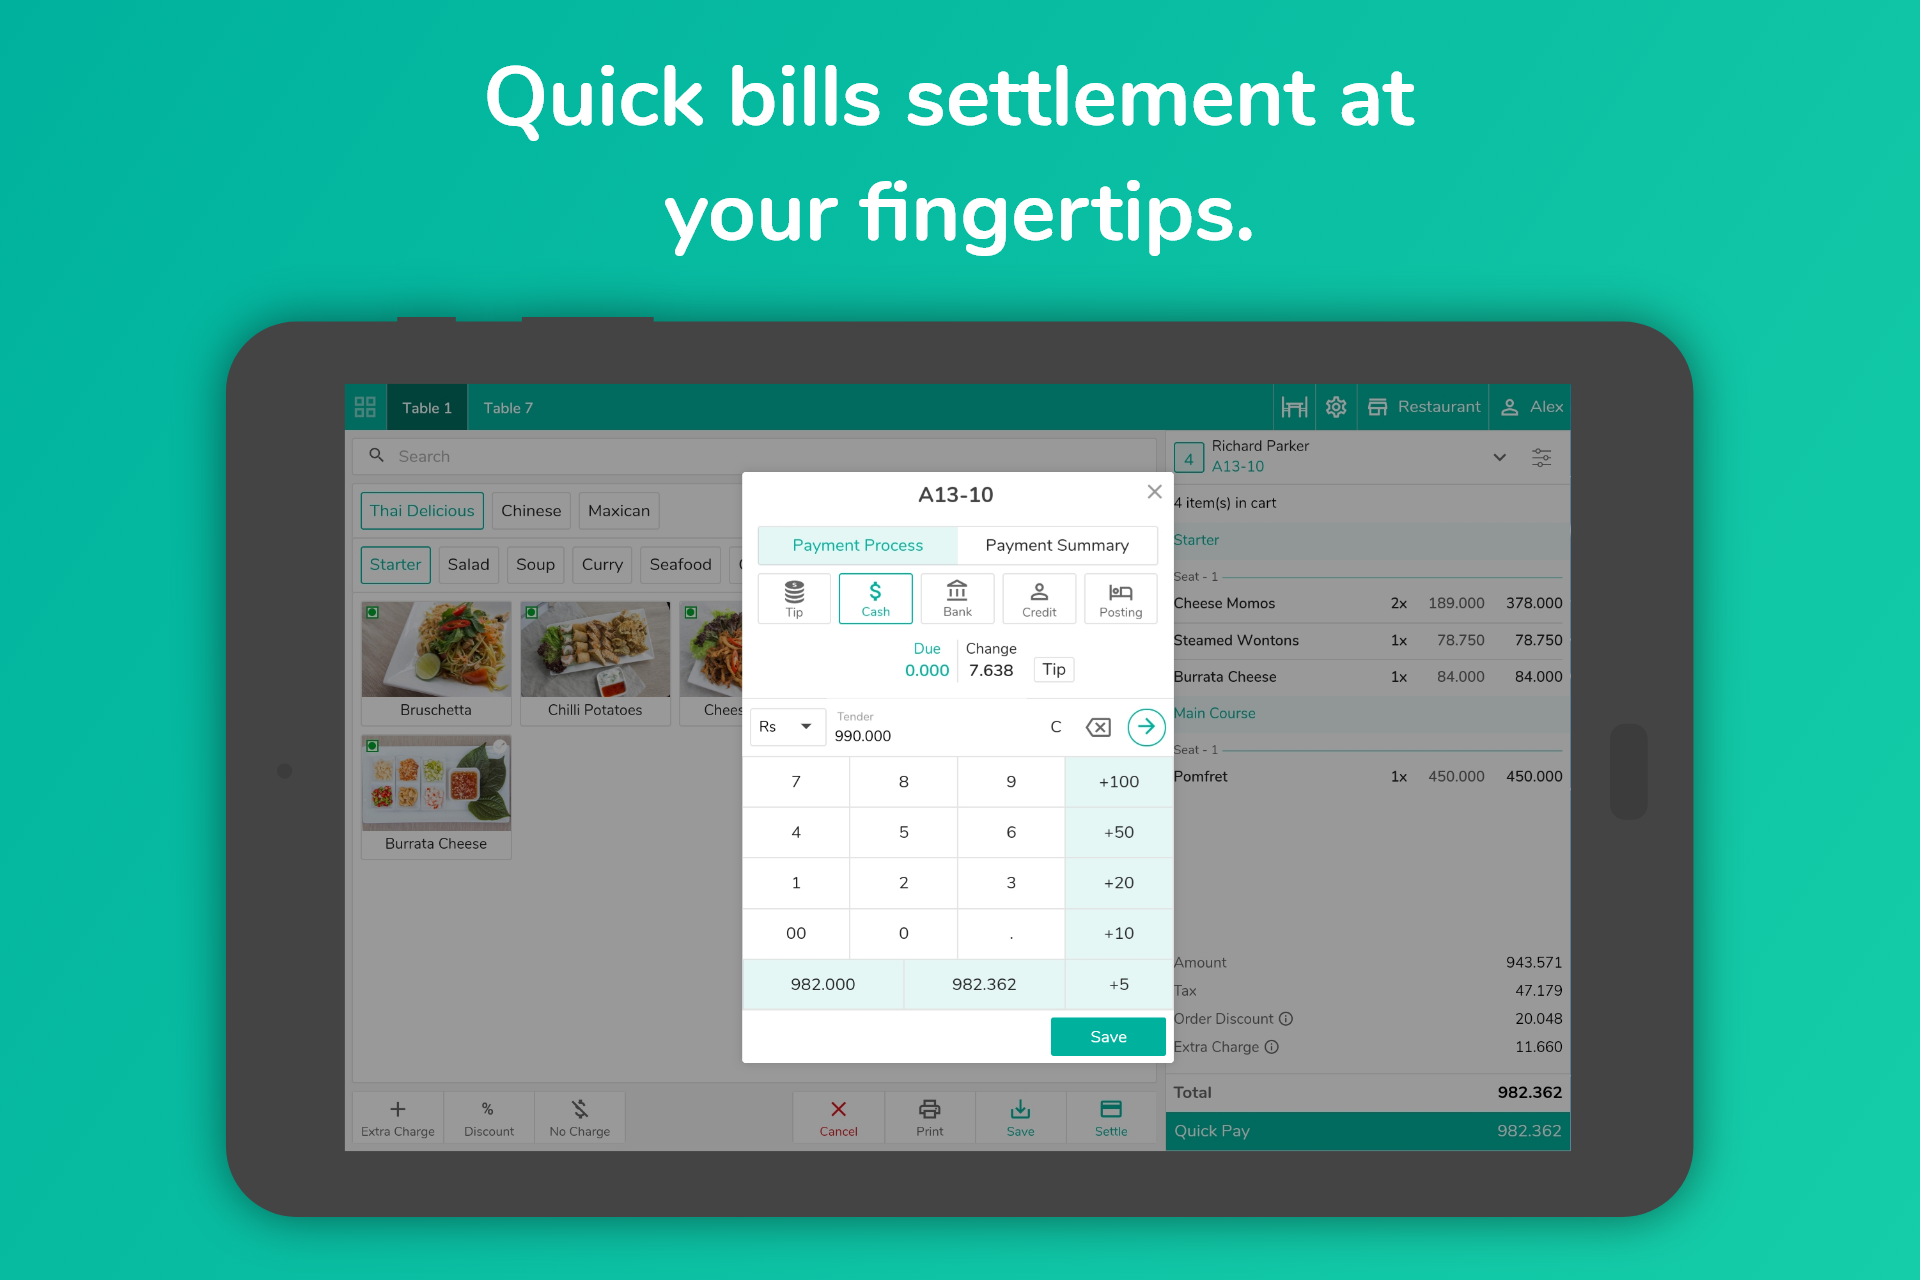 Quick bills settlement at
your fingertips.
Table 1
Table 7
Restaurant
Alex
Search
Thai Delicious
Chinese
Maxican
Starter
Salad
Soup
Curry
Seafood
Bruschetta
Chilli Potatoes
Burrata Cheese
A13-10
Payment Process
Payment Summary
Tip
Cash
Bank
Credit
Posting
Due
0.000
Change
7.638
Tip
Rs
Tender
990.000
C
7 8 9 +100
4 5 6 +50
1 2 3 +20
00 0 . +10
982.000 982.362 +5
Save
4
Richard Parker
A13-10
4 item(s) in cart
Starter
Seat - 1
Cheese Momos 2x 189.000 378.000
Steamed Wontons 1x 78.750 78.750
Burrata Cheese 1x 84.000 84.000
Main Course
Seat - 1
Pomfret 1x 450.000 450.000
Amount 943.571
Tax 47.179
Order Discount 20.048
Extra Charge 11.660
Total 982.362
Quick Pay 982.362
Extra Charge
% Discount
No Charge
Cancel
Print
Save
Settle